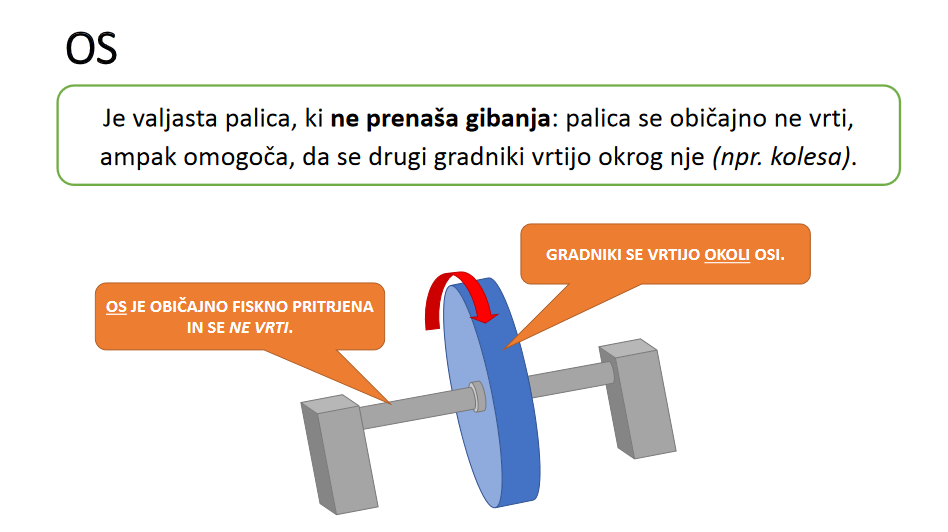 OS
Je valjasta palica, ki ne prenaša gibanja: palica se običajno ne vrti,
ampak omogoča, da se drugi gradniki vrtijo okrog nje (npr. kolesa).
GRADNIKI SE VRTIJO OKOLI OSI.
OS JE OBIČAJNO FISKNO PRITRJENA
IN SE NE VRTI.